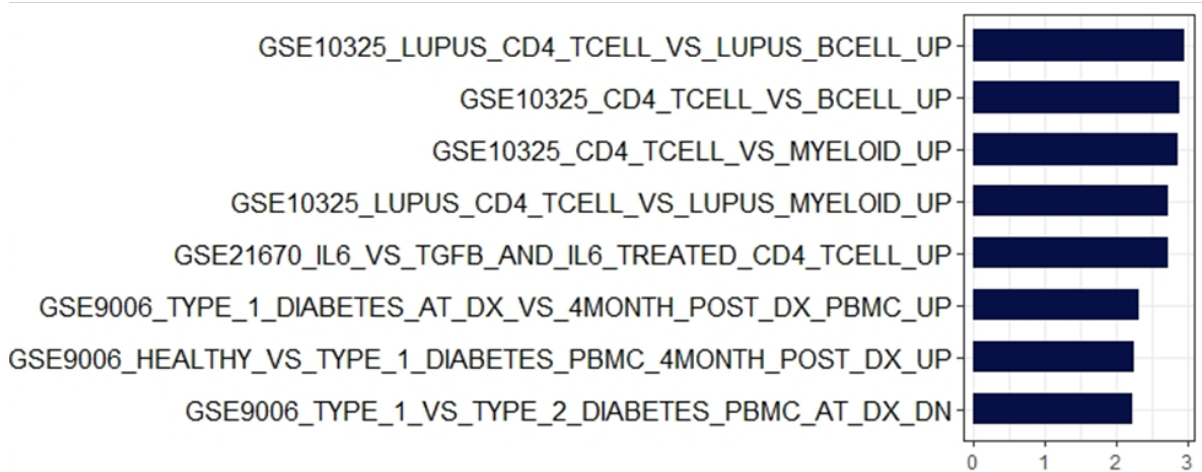 GSE10325_LUPUS_CD4_TCELL_VS_LUPUS_BCELL_UP
GSE10325_CD4_TCELL_VS_BCELL_UP
GSE10325_CD4_TCELL_VS_MYELOID_UP
GSE10325_LUPUS_CD4_TCELL_VS_LUPUS_MYELOID_UP
GSE21670_IL6_VS_TGFB_AND_IL6_TREATED_CD4_TCELL_UP
GSE9006_TYPE_1_DIABETES_AT_DX_VS_4MONTH_POST_DX_PBMC_UP
GSE9006_HEALTHY_VS_TYPE_1_DIABETES_PBMC_4MONTH_POST_DX_UP
GSE9006_TYPE_1_VS_TYPE_2_DIABETES_PBMC_AT_DX_DN
0 1 2 3